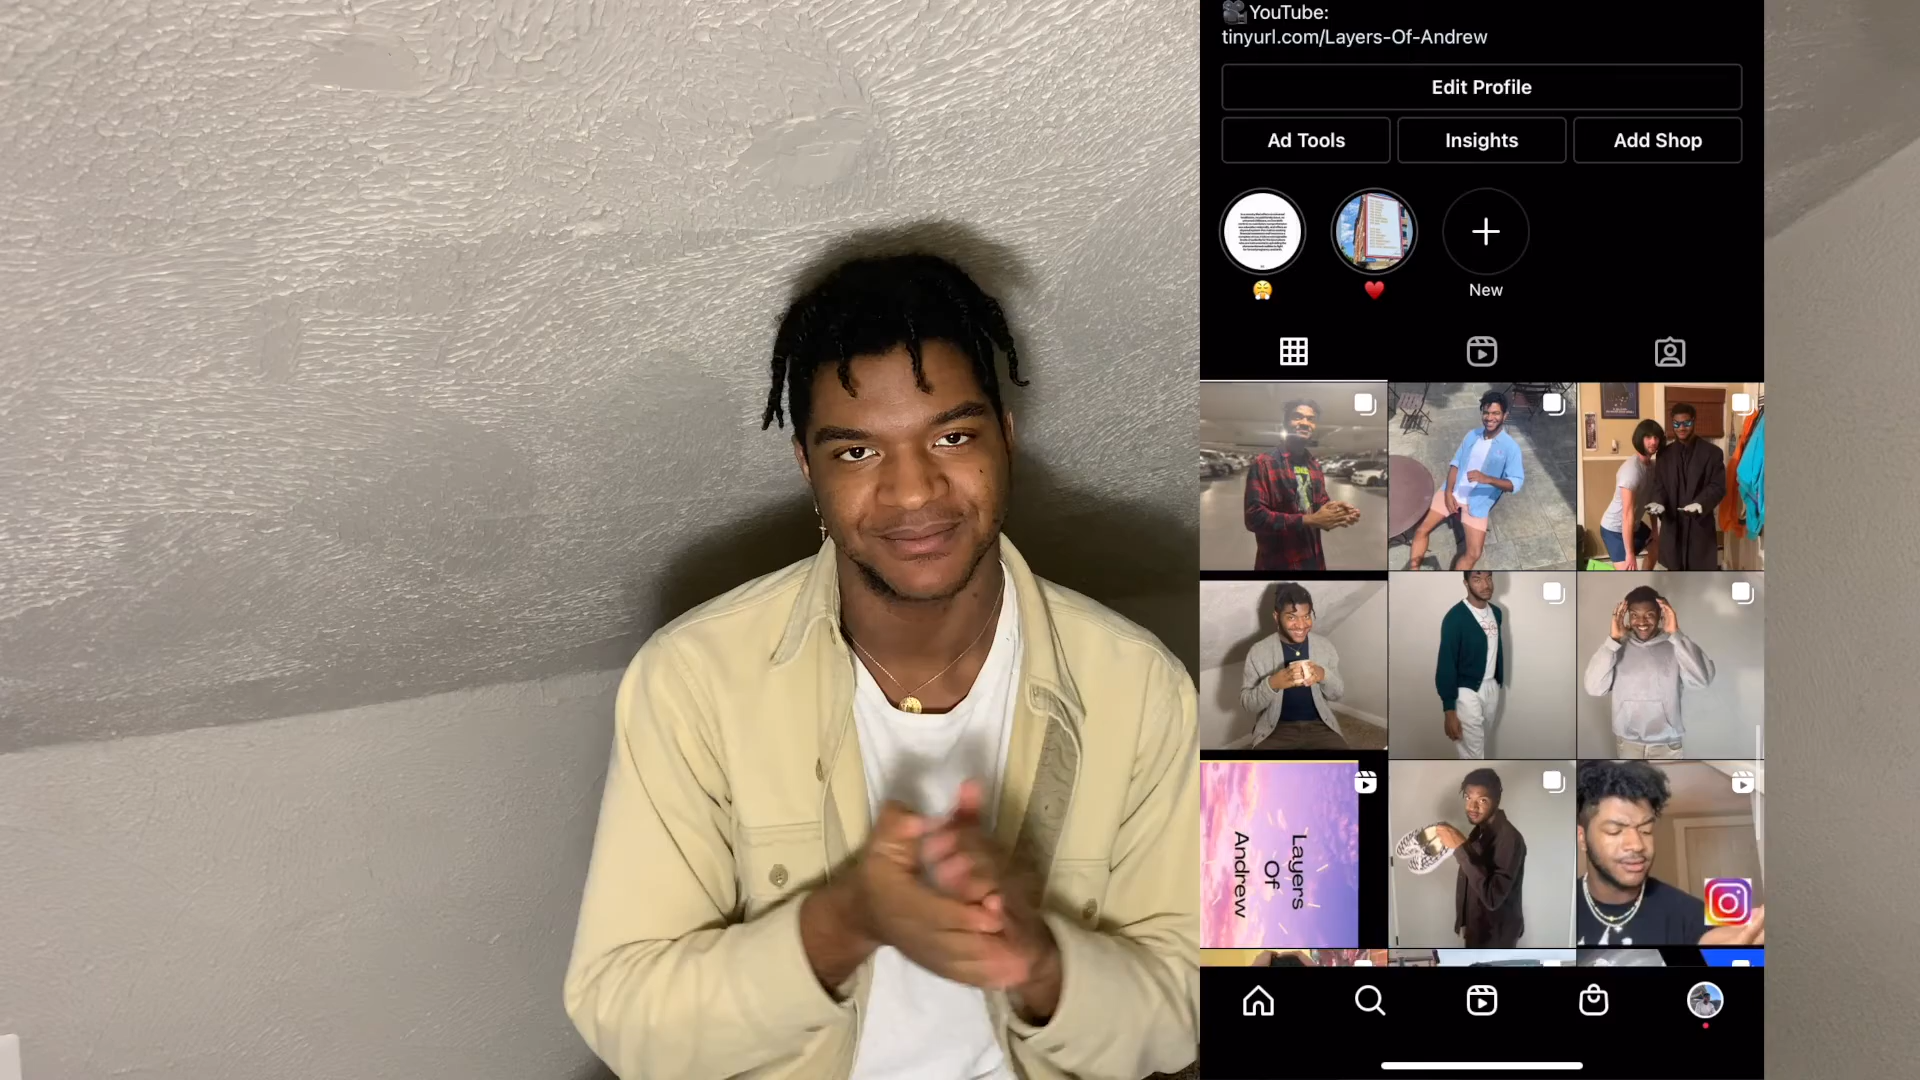 YouTube:
tinyurl.com/Layers-Of-Andrew
Edit Profile
Ad Tools
Insights
Add Shop
New
Layers
Of
Andrew